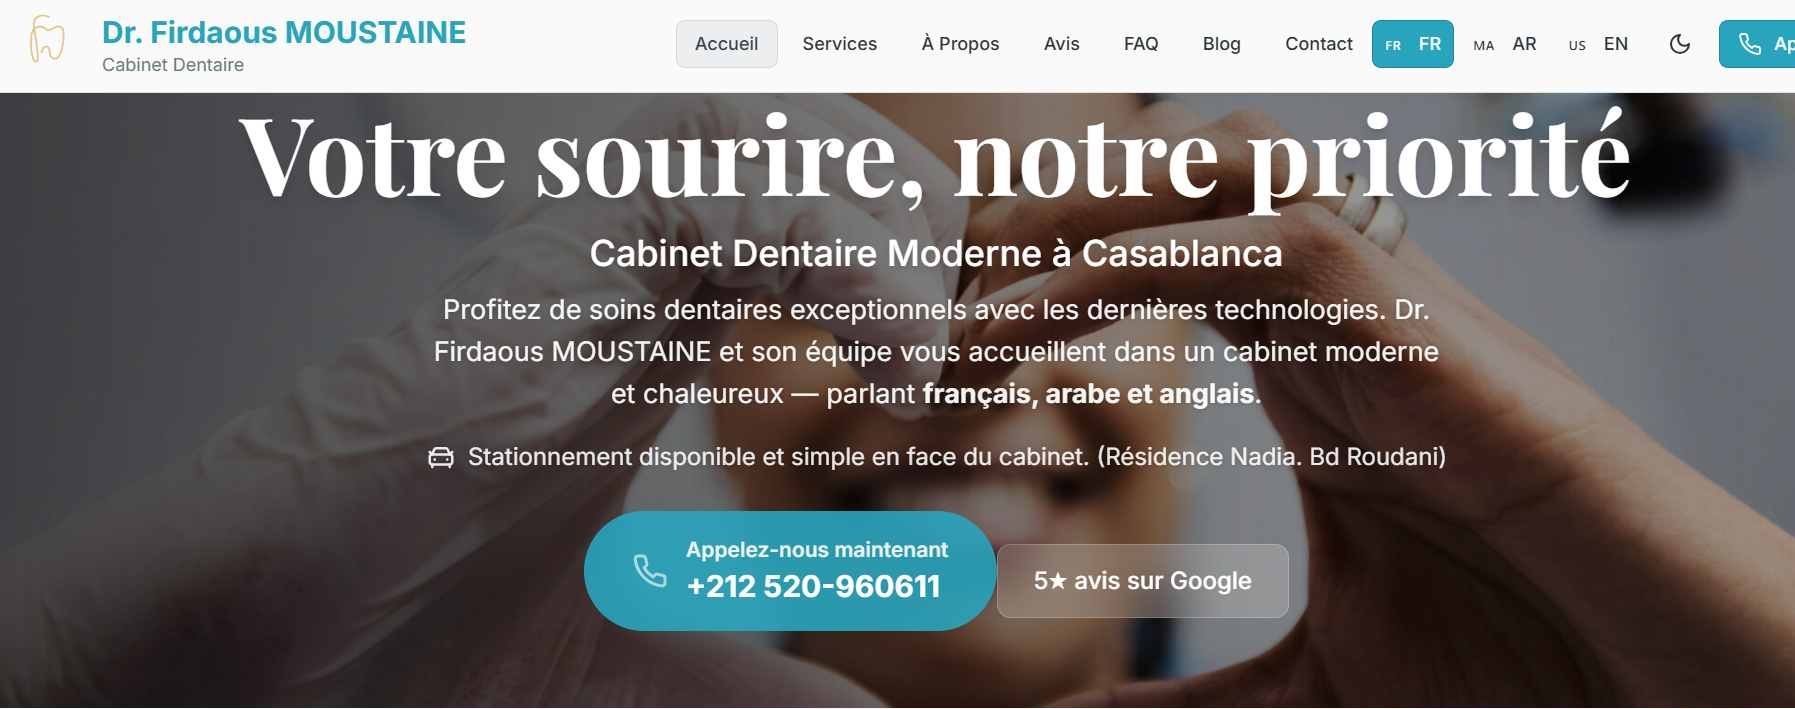 Dr. Firdaous MOUSTAINE
Cabinet Dentaire
Accueil
Services
À Propos
Avis
FAQ
Blog
Contact
FR FR
MA AR
US EN
Votre sourire, notre priorité
Cabinet Dentaire Moderne à Casablanca
Profitez de soins dentaires exceptionnels avec les dernières technologies. Dr.
Firdaous MOUSTAINE et son équipe vous accueillent dans un cabinet moderne
et chaleureux — parlant français, arabe et anglais.
Stationnement disponible et simple en face du cabinet. (Résidence Nadia. Bd Roudani)
Appelez-nous maintenant
+212 520-960611
5★ avis sur Google